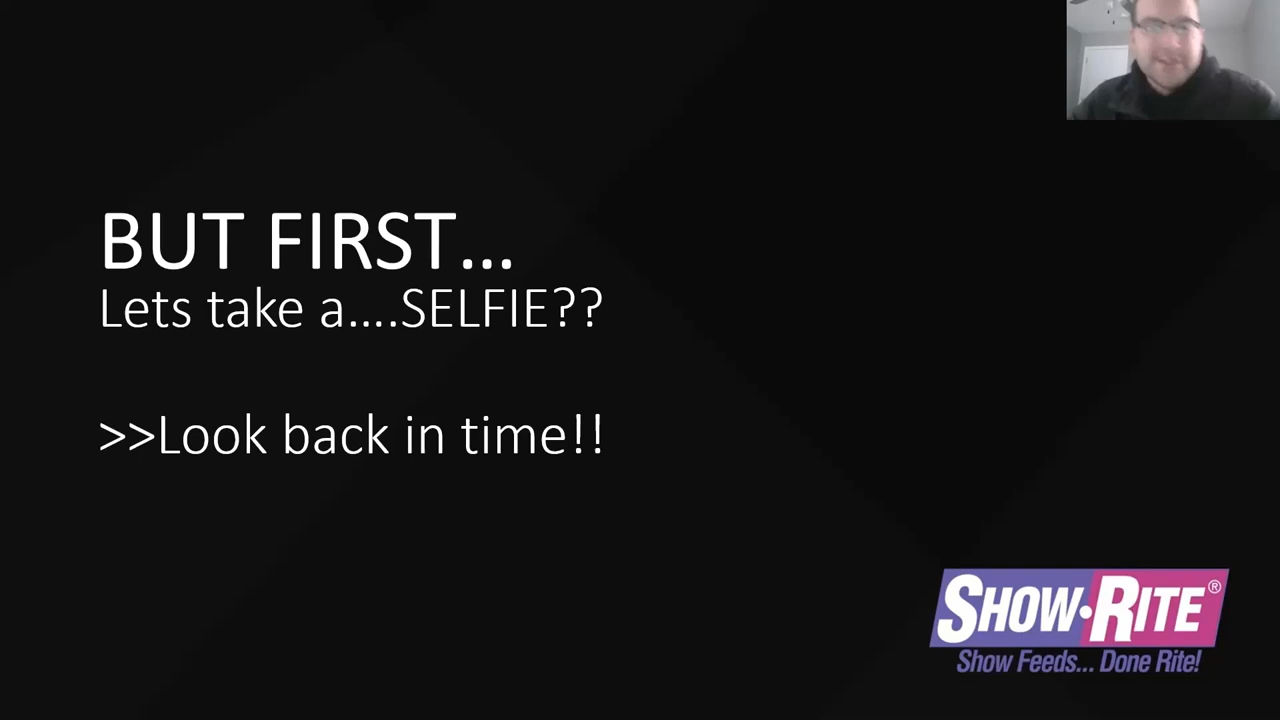 BUT FIRST...
Lets take a....SELFIE??
>>Look back in time!!
SHOW•RITE®
Show Feeds... Done Rite!